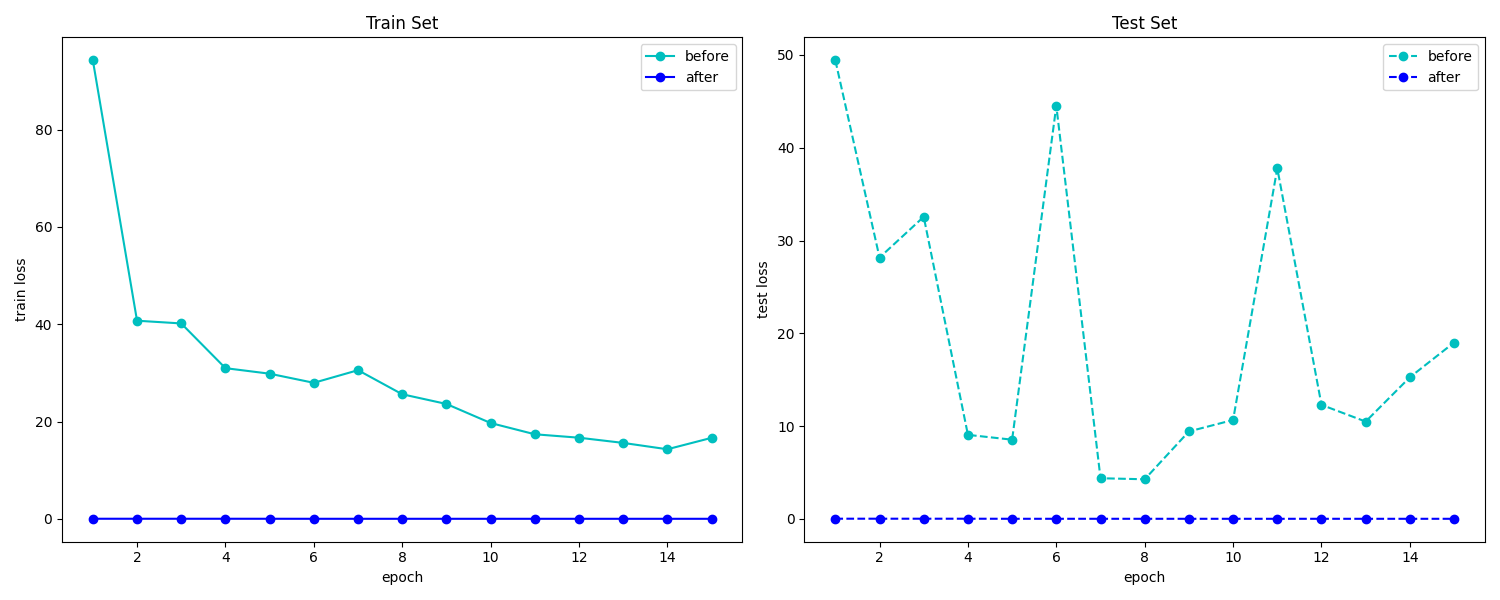 Train Set
before
after
80
60
40
20
0
train loss
2 4 6 8 10 12 14
epoch
Test Set
before
after
50
40
30
20
10
0
test loss
2 4 6 8 10 12 14
epoch